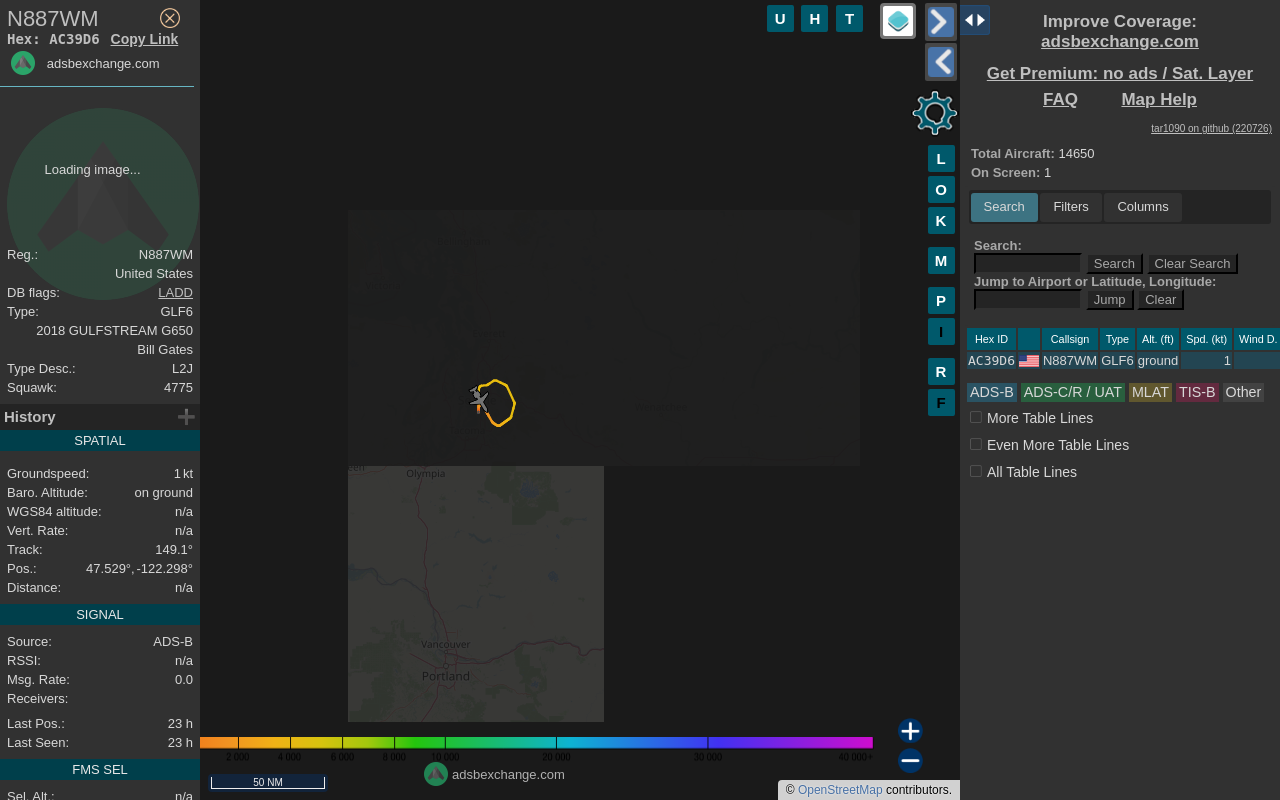 N887WM
Hex: AC39D6 Copy Link
adsbexchange.com
Loading image...
Reg.: N887WM
United States
DB flags: LADD
Type: GLF6
2018 GULFSTREAM G650
Bill Gates
Type Desc.: L2J
Squawk: 4775
History
SPATIAL
Groundspeed: 1 kt
Baro. Altitude: on ground
WGS84 altitude: n/a
Vert. Rate: n/a
Track: 149.1°
Pos.: 47.529°, -122.298°
Distance: n/a
SIGNAL
Source: ADS-B
RSSI: n/a
Msg. Rate: 0.0
Receivers:
Last Pos.: 23 h
Last Seen: 23 h
FMS SEL
Sel. Alt.: n/a
U H T
L
O
K
M
P
I
R
F
Olympia
Vancouver
Portland
2 000 4 000 6 000 8 000 10 000 20 000 30 000 40 000+
50 NM
adsbexchange.com
© OpenStreetMap contributors.
Improve Coverage:
adsbexchange.com
Get Premium: no ads / Sat. Layer
FAQ Map Help
tar1090 on github (220726)
Total Aircraft: 14650
On Screen: 1
Search Filters Columns
Search:
Search Clear Search
Jump to Airport or Latitude, Longitude:
Jump Clear
Hex ID Callsign Type Alt. (ft) Spd. (kt) Wind D.
AC39D6 N887WM GLF6 ground 1
ADS-B ADS-C/R / UAT MLAT TIS-B Other
More Table Lines
Even More Table Lines
All Table Lines